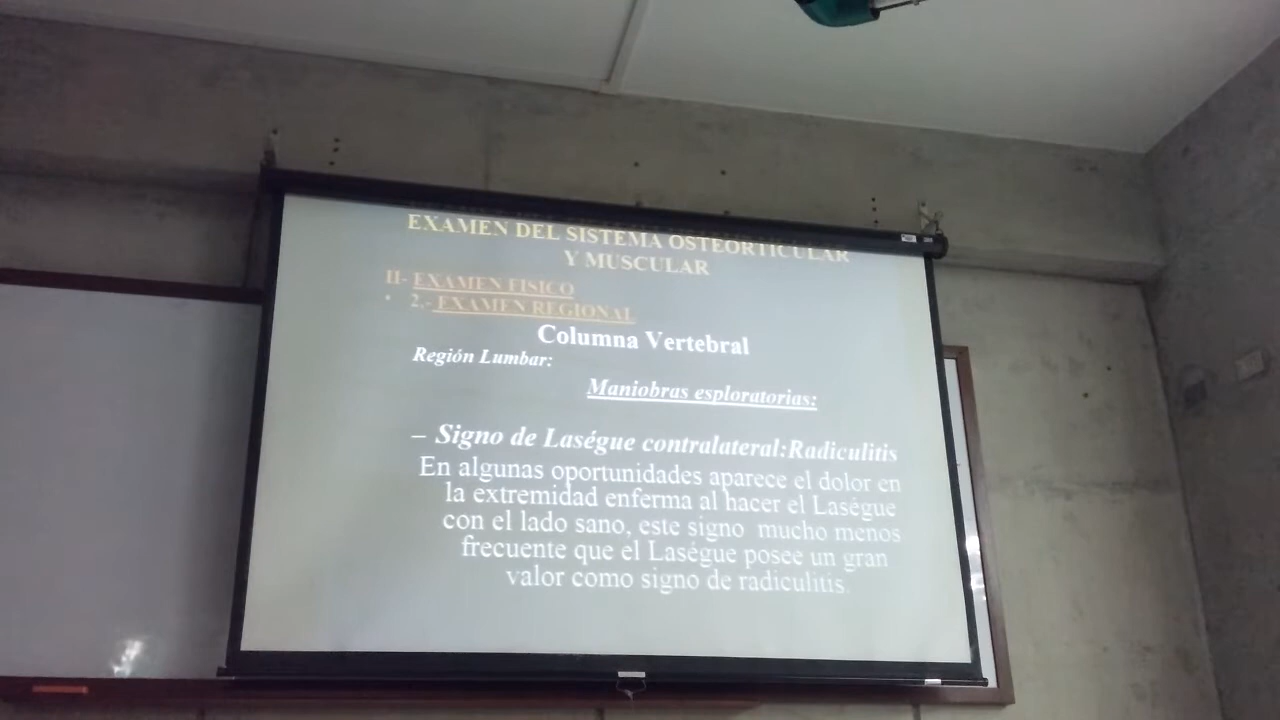 EXAMEN DEL SISTEMA OSTEORTICULAR
Y MUSCULAR
II- EXAMEN FISICO
• 2.- EXAMEN REGIONAL
Columna Vertebral
Región Lumbar:
Maniobras esploratorias:
– Signo de Laségue contralateral:Radiculitis
En algunas oportunidades aparece el dolor en
la extremidad enferma al hacer el Laségue
con el lado sano, este signo mucho menos
frecuente que el Laségue posee un gran
valor como signo de radiculitis.